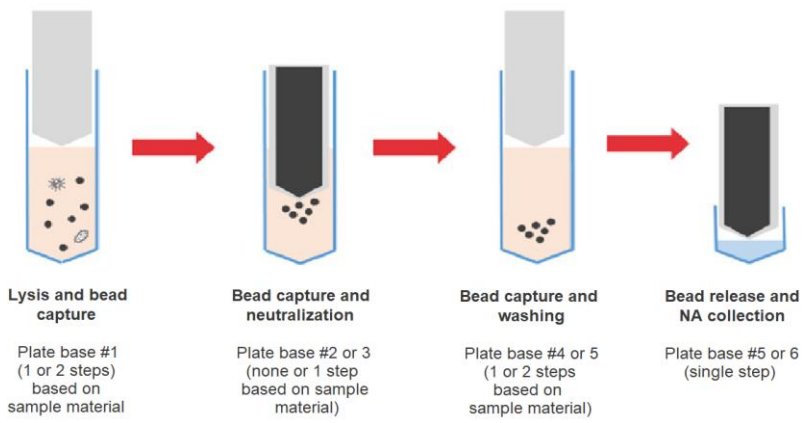 Lysis and bead
capture
Plate base #1
(1 or 2 steps)
based on
sample material
Bead capture and
neutralization
Plate base #2 or 3
(none or 1 step
based on sample
material)
Bead capture and
washing
Plate base #4 or 5
(1 or 2 steps
based on
sample material)
Bead release and
NA collection
Plate base #5 or 6
(single step)